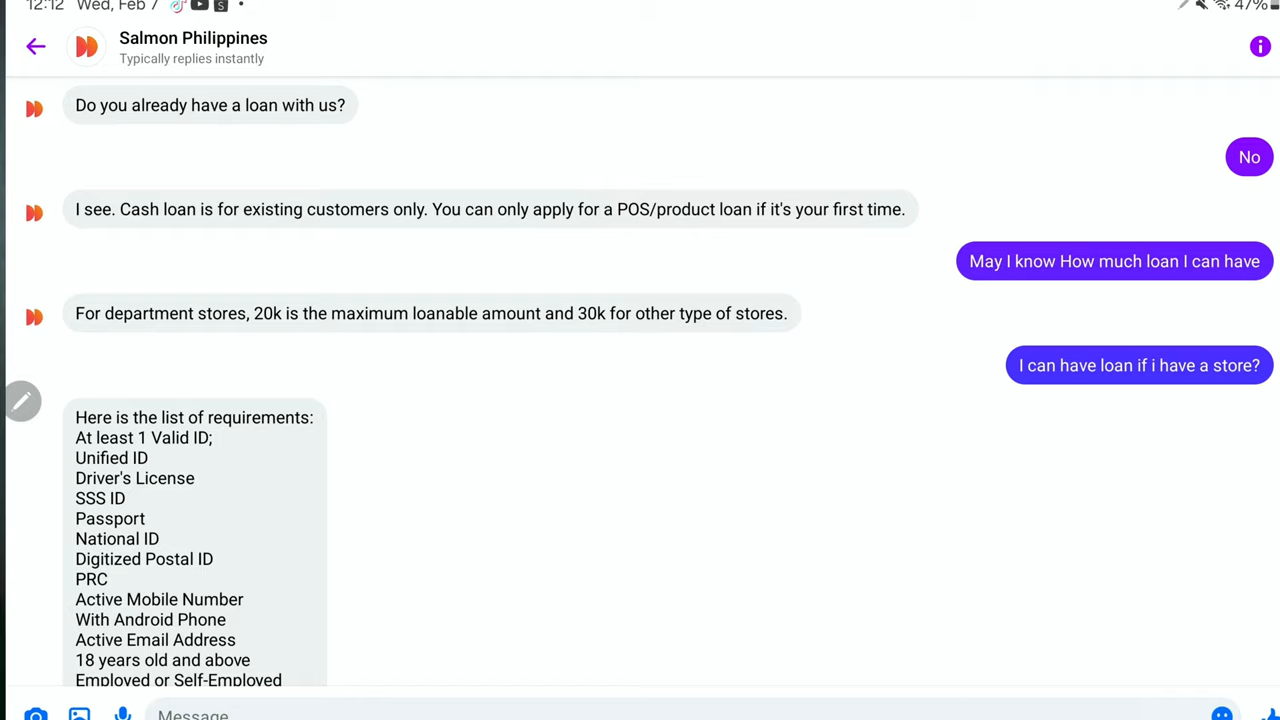 12:12 Wed, Feb 7 47%
Salmon Philippines
Typically replies instantly
Do you already have a loan with us?
No
I see. Cash loan is for existing customers only. You can only apply for a POS/product loan if it's your first time.
May I know How much loan I can have
For department stores, 20k is the maximum loanable amount and 30k for other type of stores.
I can have loan if i have a store?
Here is the list of requirements:
At least 1 Valid ID;
Unified ID
Driver's License
SSS ID
Passport
National ID
Digitized Postal ID
PRC
Active Mobile Number
With Android Phone
Active Email Address
18 years old and above
Employed or Self-Employed
Message